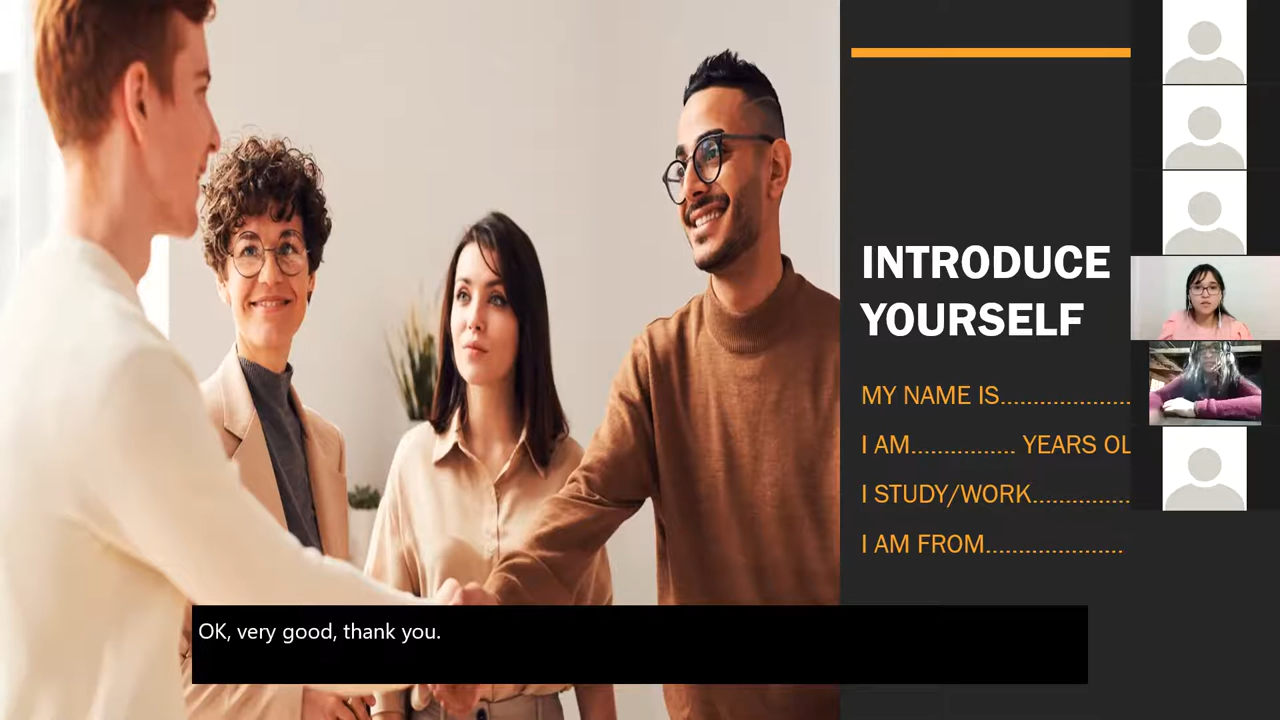 INTRODUCE
YOURSELF
MY NAME IS....................
I AM............... YEARS OL
I STUDY/WORK...............
I AM FROM......................
OK, very good, thank you.